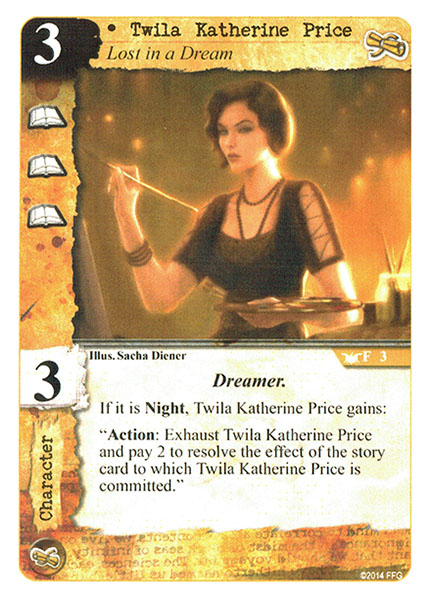 3
• Twila Katherine Price
Lost in a Dream
Illus. Sacha Diener
F 3
3
Character
Dreamer.
If it is Night, Twila Katherine Price gains:
“Action: Exhaust Twila Katherine Price
and pay 2 to resolve the effect of the story
card to which Twila Katherine Price is
committed.”
©2014 FFG